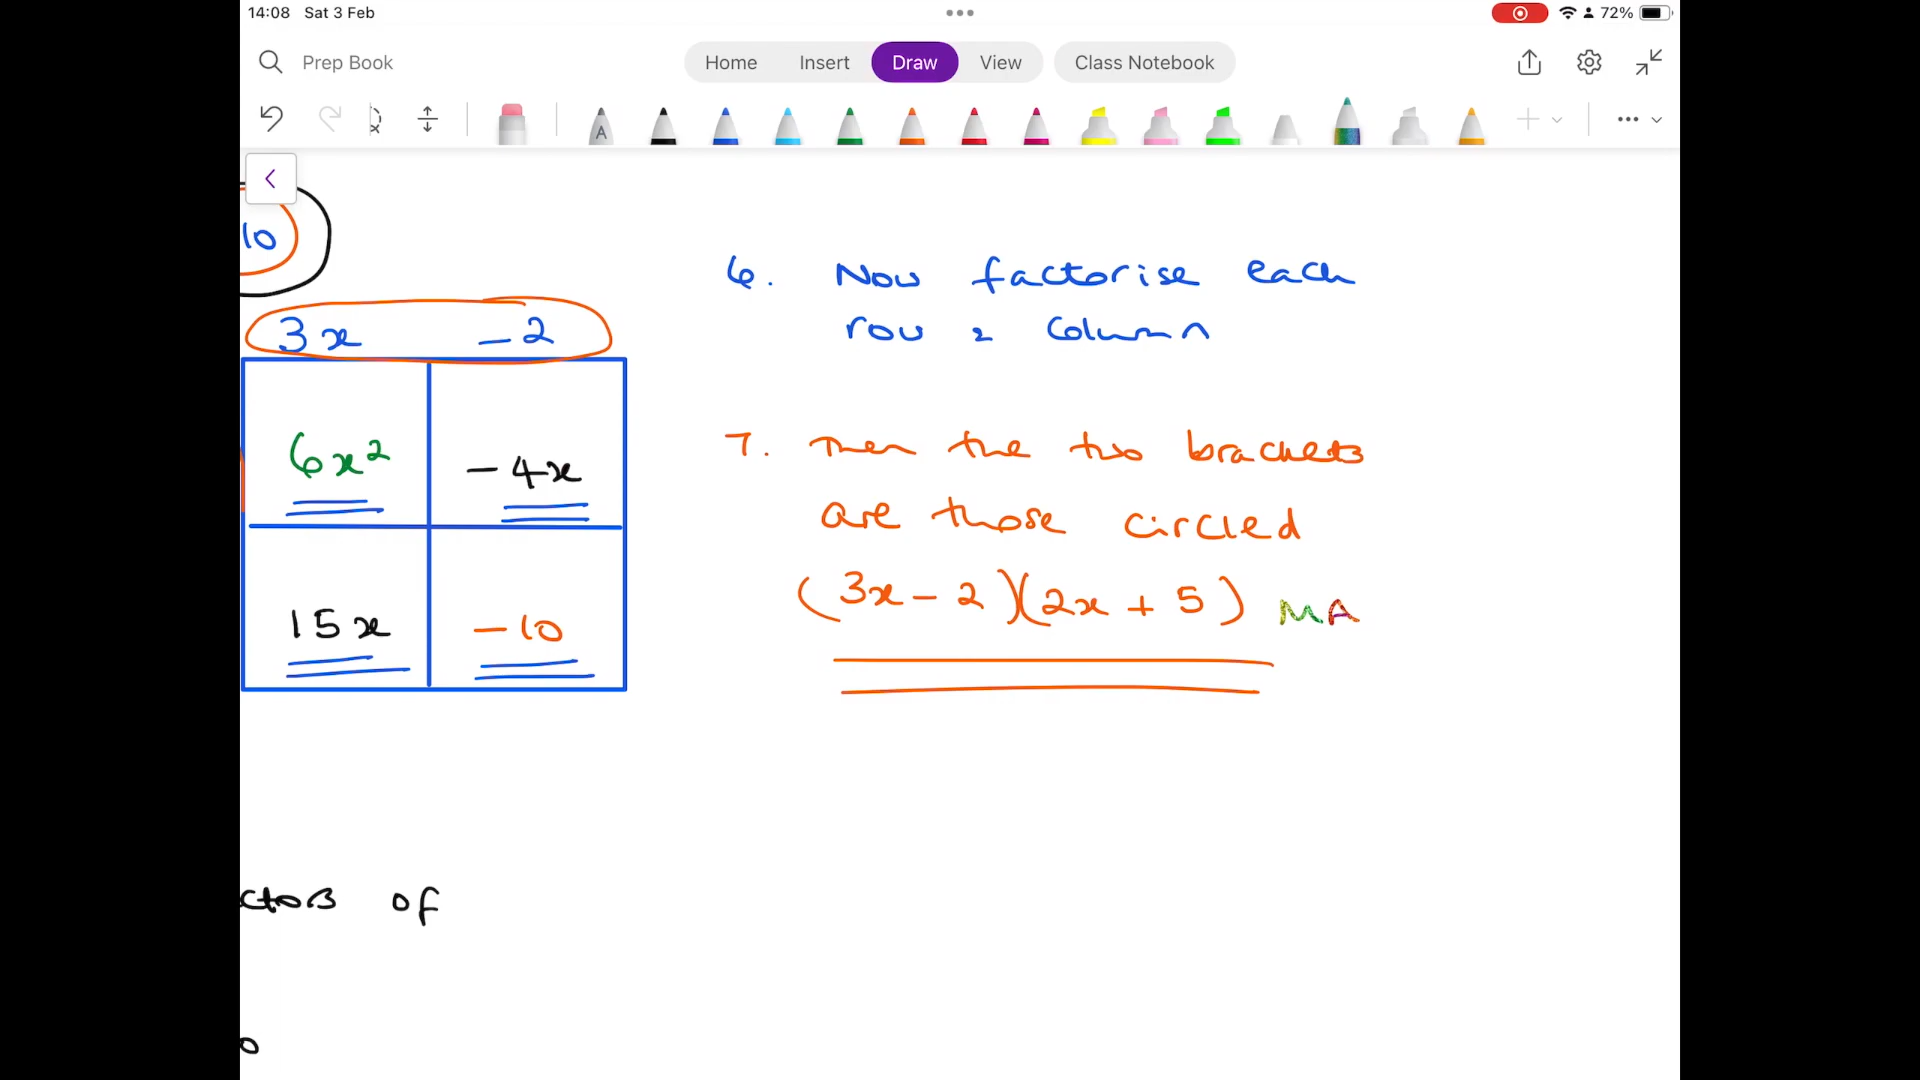 14:08 Sat 3 Feb
72%
Prep Book
Home Insert Draw View Class Notebook
A
10
3x -2
6x² -4x
15x -10
6. Now factorise each
row & column
7. Then the two brackets
are those circled
(3x-2)(2x+5) MA
ctors of